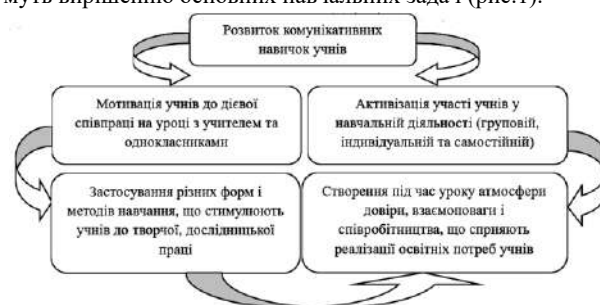 муть вирішенню основних навчальних задач (рис.1).
Розвиток комунікативних
навичок учнів
Мотивація учнів до дієвої
співпраці на уроці з учителем та
однокласниками
Активізація участі учнів у
навчальній діяльності (груповій,
індивідуальній та самостійній)
Застосування різних форм і
методів навчання, що стимулюють
учнів до творчої, дослідницької
праці
Створення під час уроку атмосфери
довіри, взаємоповаги і
співробітництва, що сприяють
реалізації освітніх потреб учнів